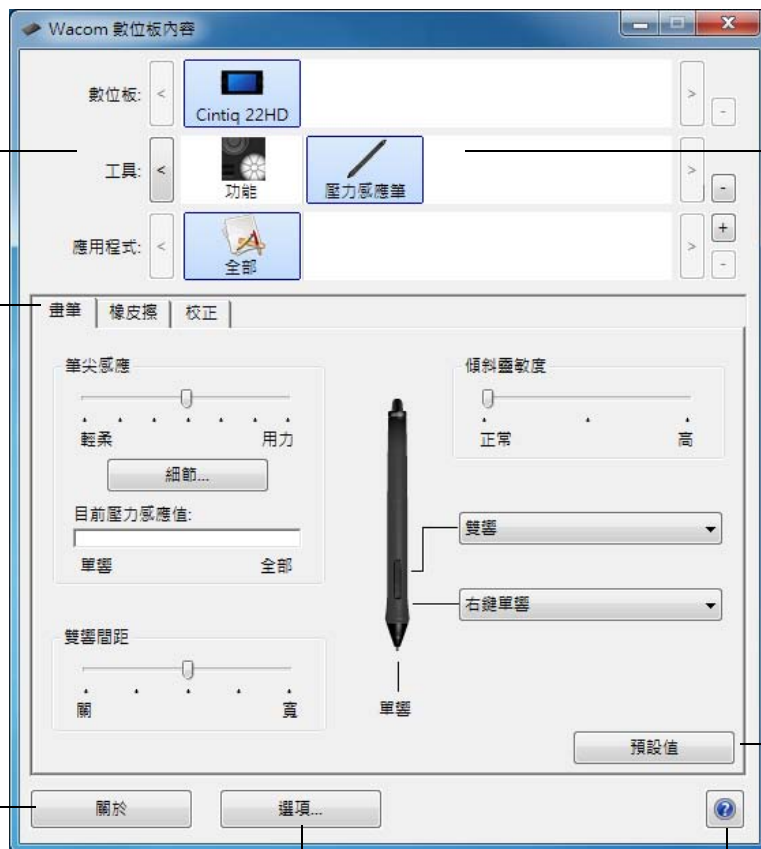 Wacom 數位板內容
數位板:
Cintiq 22HD
工具:
功能
壓力感應筆
應用程式:
全部
畫筆
橡皮擦
校正
筆尖感應
輕柔
用力
細節...
目前壓力感應值:
單響
全部
雙響間距
關
寬
傾斜靈敏度
正常
高
雙響
右鍵單響
單響
預設值
關於
選項...